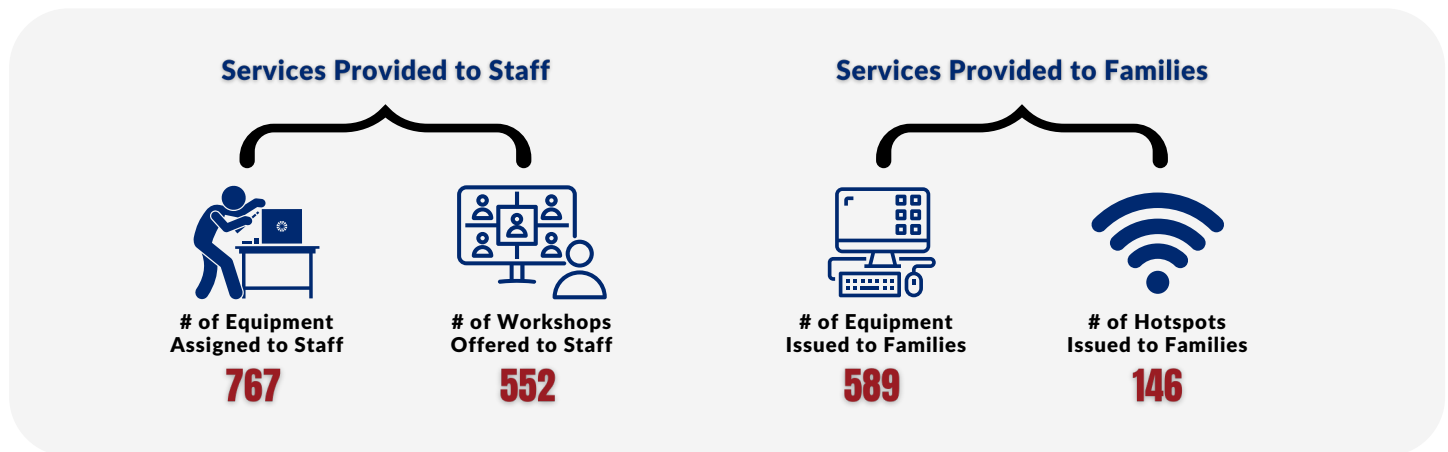 Services Provided to Staff
# of Equipment
Assigned to Staff
767
# of Workshops
Offered to Staff
552
Services Provided to Families
# of Equipment
Issued to Families
589
# of Hotspots
Issued to Families
146